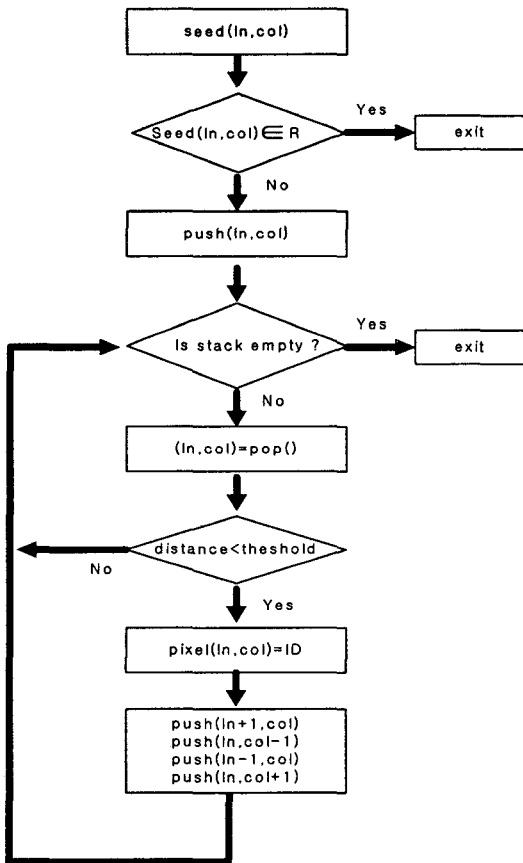 seed(ln,col)
Seed(ln,col)∈ R
Yes
exit
No
push(ln,col)
Is stack empty ?
Yes
exit
No
(ln,col)=pop()
distance<theshold
No
Yes
pixel(ln,col)=ID
push(ln+1,col)
push(ln,col-1)
push(ln-1,col)
push(ln,col+1)